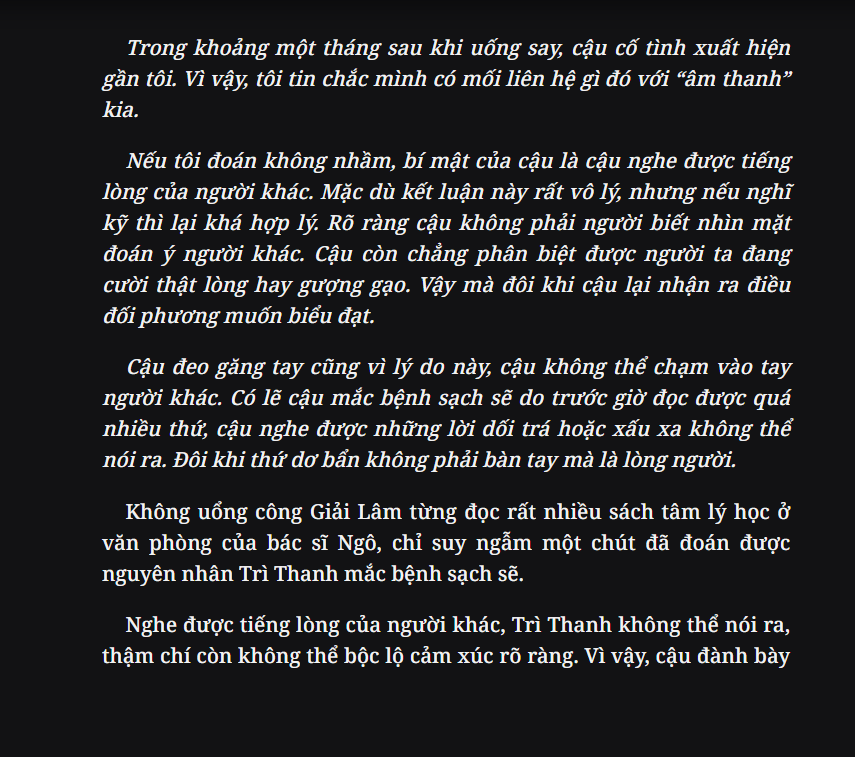 Trong khoảng một tháng sau khi uống say, cậu cố tình xuất hiện
gần tôi. Vì vậy, tôi tin chắc mình có mối liên hệ gì đó với “âm thanh”
kia.
Nếu tôi đoán không nhầm, bí mật của cậu là cậu nghe được tiếng
lòng của người khác. Mặc dù kết luận này rất vô lý, nhưng nếu nghĩ
kỹ thì lại khá hợp lý. Rõ ràng cậu không phải người biết nhìn mặt
đoán ý người khác. Cậu còn chẳng phân biệt được người ta đang
cười thật lòng hay gượng gạo. Vậy mà đôi khi cậu lại nhận ra điều
đối phương muốn biểu đạt.
Cậu đeo găng tay cũng vì lý do này, cậu không thể chạm vào tay
người khác. Có lẽ cậu mắc bệnh sạch sẽ do trước giờ đọc được quá
nhiều thứ, cậu nghe được những lời dối trá hoặc xấu xa không thể
nói ra. Đôi khi thứ dơ bẩn không phải bàn tay mà là lòng người.
Không uổng công Giải Lâm từng đọc rất nhiều sách tâm lý học ở
văn phòng của bác sĩ Ngô, chỉ suy ngẫm một chút đã đoán được
nguyên nhân Trì Thanh mắc bệnh sạch sẽ.
Nghe được tiếng lòng của người khác, Trì Thanh không thể nói ra,
thậm chí còn không thể bộc lộ cảm xúc rõ ràng. Vì vậy, cậu đành bày